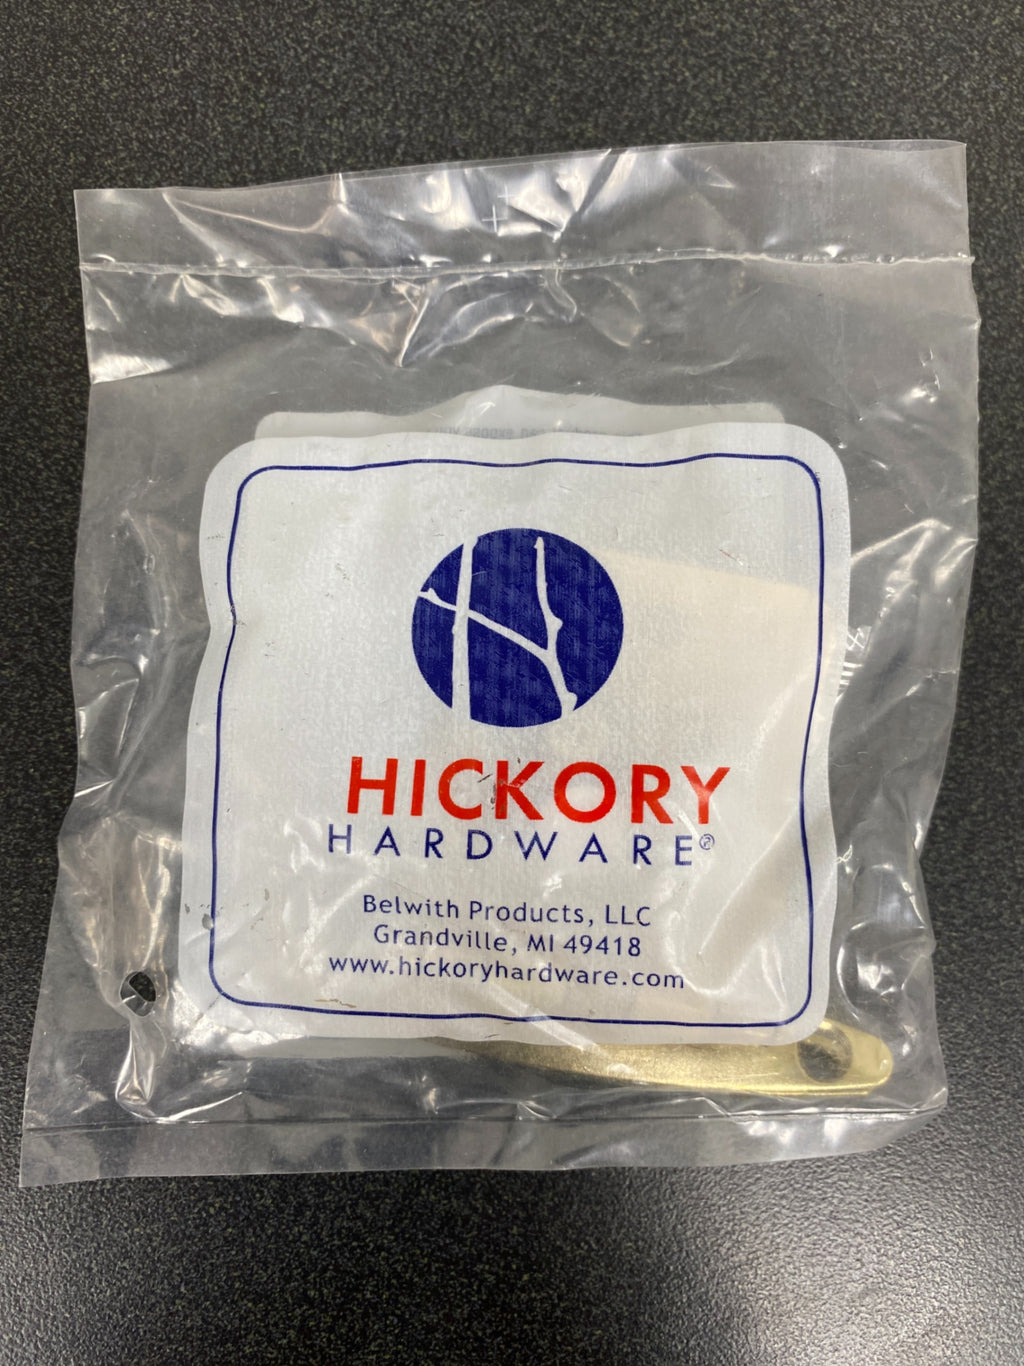 HICKORY
HARDWARE®
Belwith Products, LLC
Grandville, MI 49418
www.hickoryhardware.com